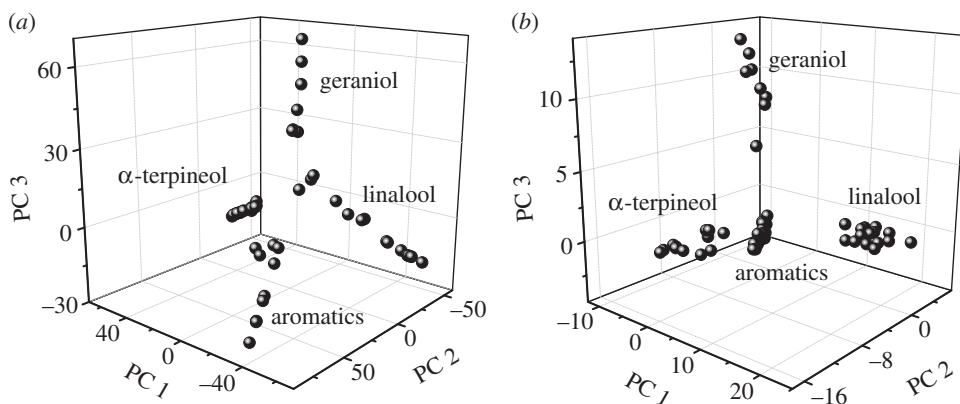 (a)
60
30
0
−30
PC 3
geraniol
α-terpineol
linalool
aromatics
40
0
−40
PC 1
50
0
−50
PC 2
(b)
10
5
0
PC 3
geraniol
α-terpineol
linalool
aromatics
−10
0
10
20
PC 1
−16
−8
0
PC 2